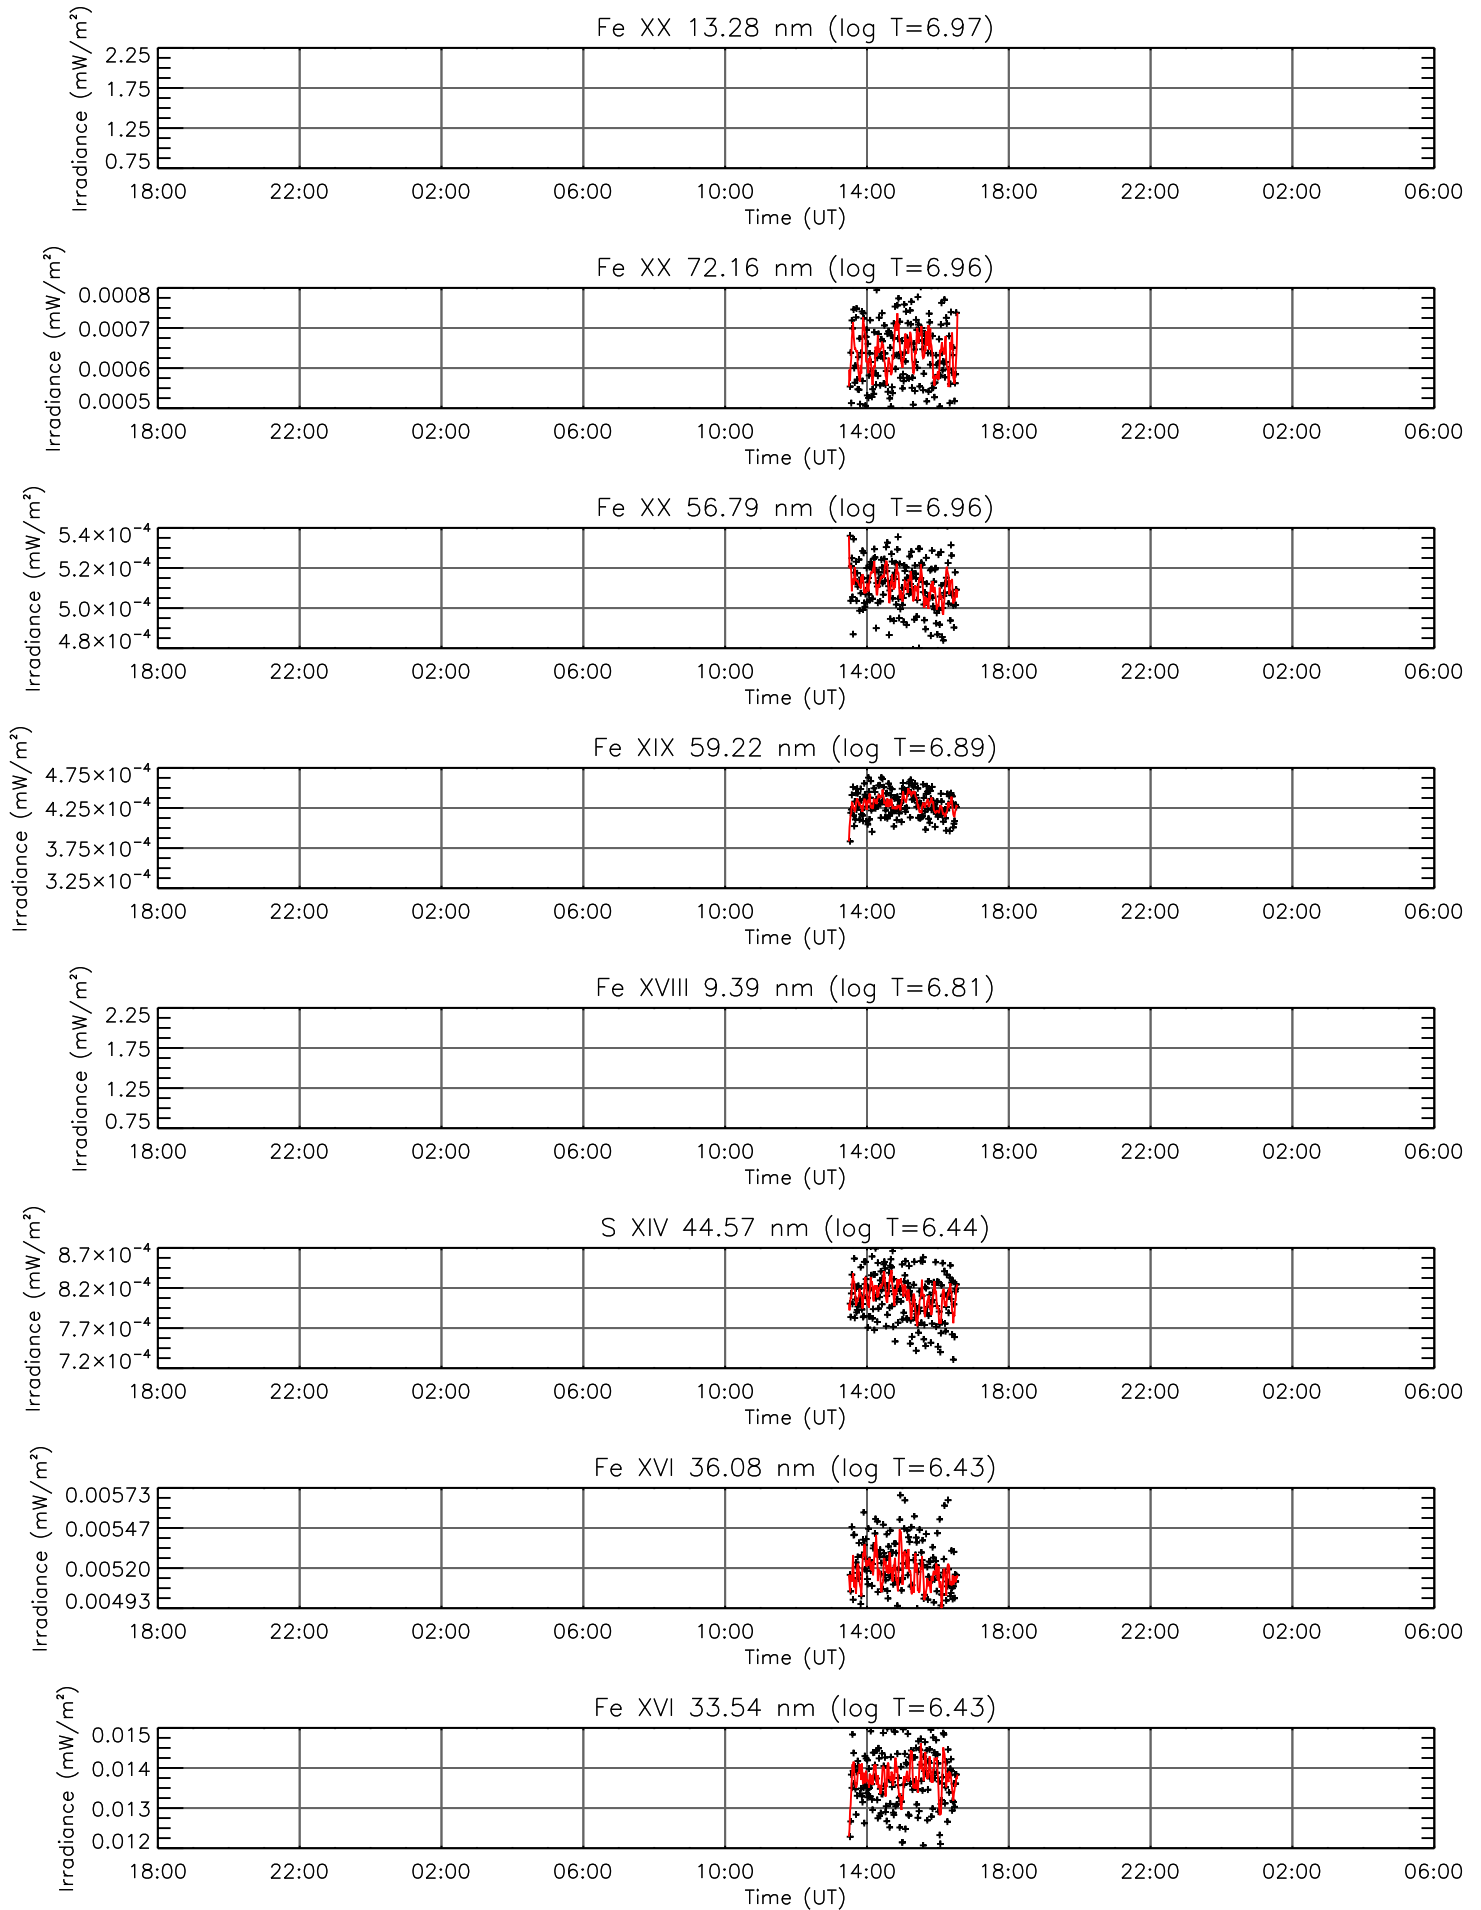 Fe XX 13.28 nm (log T=6.97)
Irradiance (mW/m²)
2.25
1.75
1.25
0.75
18:00 22:00 02:00 06:00 10:00 14:00 18:00 22:00 02:00 06:00
Time (UT)
Fe XX 72.16 nm (log T=6.96)
Irradiance (mW/m²)
0.0008
0.0007
0.0006
0.0005
18:00 22:00 02:00 06:00 10:00 14:00 18:00 22:00 02:00 06:00
Time (UT)
Fe XX 56.79 nm (log T=6.96)
Irradiance (mW/m²)
5.4×10⁻⁴
5.2×10⁻⁴
5.0×10⁻⁴
4.8×10⁻⁴
18:00 22:00 02:00 06:00 10:00 14:00 18:00 22:00 02:00 06:00
Time (UT)
Fe XIX 59.22 nm (log T=6.89)
Irradiance (mW/m²)
4.75×10⁻⁴
4.25×10⁻⁴
3.75×10⁻⁴
3.25×10⁻⁴
18:00 22:00 02:00 06:00 10:00 14:00 18:00 22:00 02:00 06:00
Time (UT)
Fe XVIII 9.39 nm (log T=6.81)
Irradiance (mW/m²)
2.25
1.75
1.25
0.75
18:00 22:00 02:00 06:00 10:00 14:00 18:00 22:00 02:00 06:00
Time (UT)
S XIV 44.57 nm (log T=6.44)
Irradiance (mW/m²)
8.7×10⁻⁴
8.2×10⁻⁴
7.7×10⁻⁴
7.2×10⁻⁴
18:00 22:00 02:00 06:00 10:00 14:00 18:00 22:00 02:00 06:00
Time (UT)
Fe XVI 36.08 nm (log T=6.43)
Irradiance (mW/m²)
0.00573
0.00547
0.00520
0.00493
18:00 22:00 02:00 06:00 10:00 14:00 18:00 22:00 02:00 06:00
Time (UT)
Fe XVI 33.54 nm (log T=6.43)
Irradiance (mW/m²)
0.015
0.014
0.013
0.012
18:00 22:00 02:00 06:00 10:00 14:00 18:00 22:00 02:00 06:00
Time (UT)